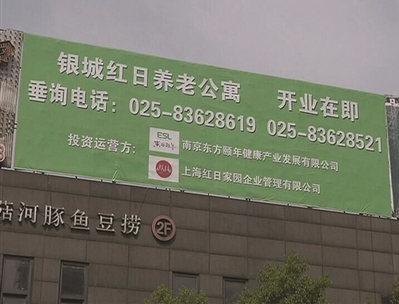 银城红日养老公寓 开业在即
垂询电话：025-83628619 025-83628521
投资运营方：
ESL
南京东方颐年健康产业发展有限公司
上海红日家园企业管理有限公司
菇河豚鱼豆捞 2F